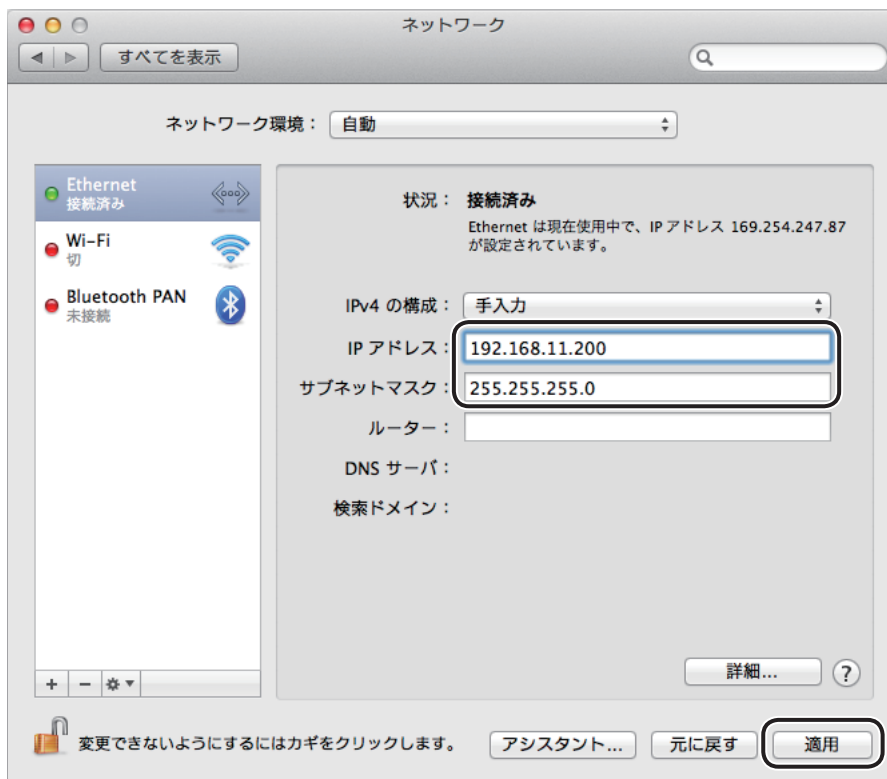 ネットワーク
すべてを表示
ネットワーク環境： 自動
Ethernet
接続済み
Wi-Fi
切
Bluetooth PAN
未接続
状況： 接続済み
Ethernet は現在使用中で、IP アドレス 169.254.247.87
が設定されています。
IPv4 の構成： 手入力
IP アドレス： 192.168.11.200
サブネットマスク： 255.255.255.0
ルーター：
DNS サーバ：
検索ドメイン：
詳細... ?
+ −
変更できないようにするにはカギをクリックします。 アシスタント... 元に戻す 適用